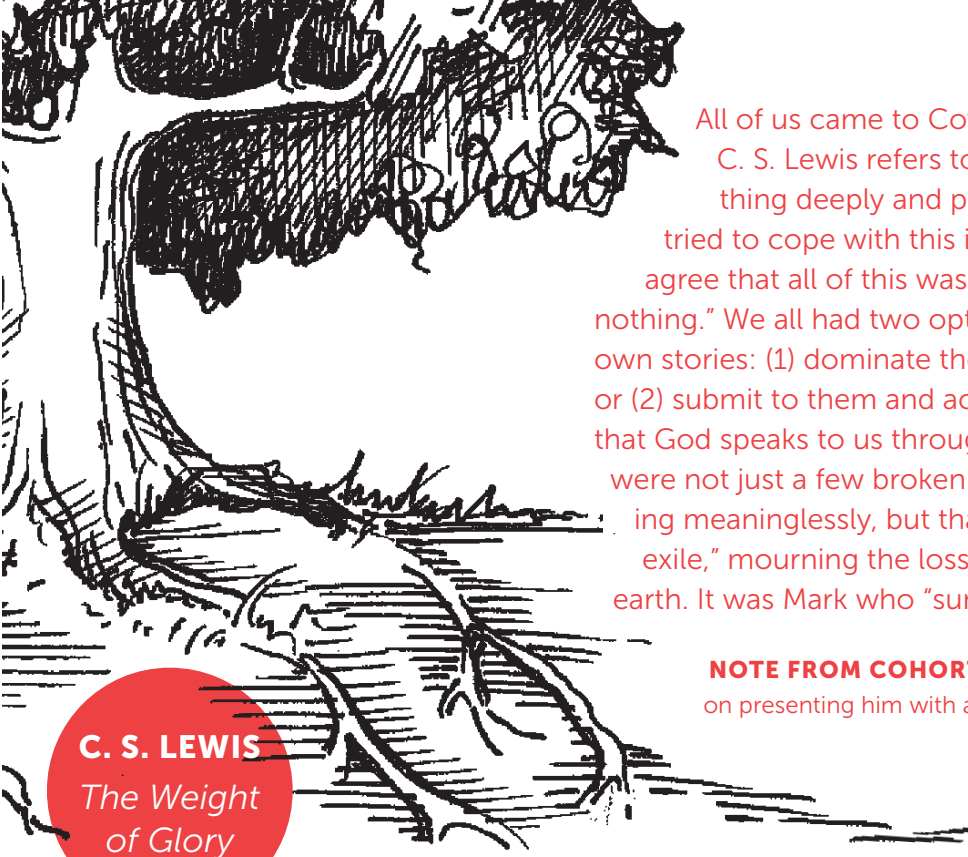 All of us came to Co
C. S. Lewis refers to
thing deeply and p
tried to cope with this i
agree that all of this was
nothing.” We all had two opt
own stories: (1) dominate the
or (2) submit to them and ac
that God speaks to us throug
were not just a few broken
ing meaninglessly, but tha
exile,” mourning the loss
earth. It was Mark who “sur
NOTE FROM COHORT
on presenting him with a
C. S. LEWIS
The Weight
of Glory